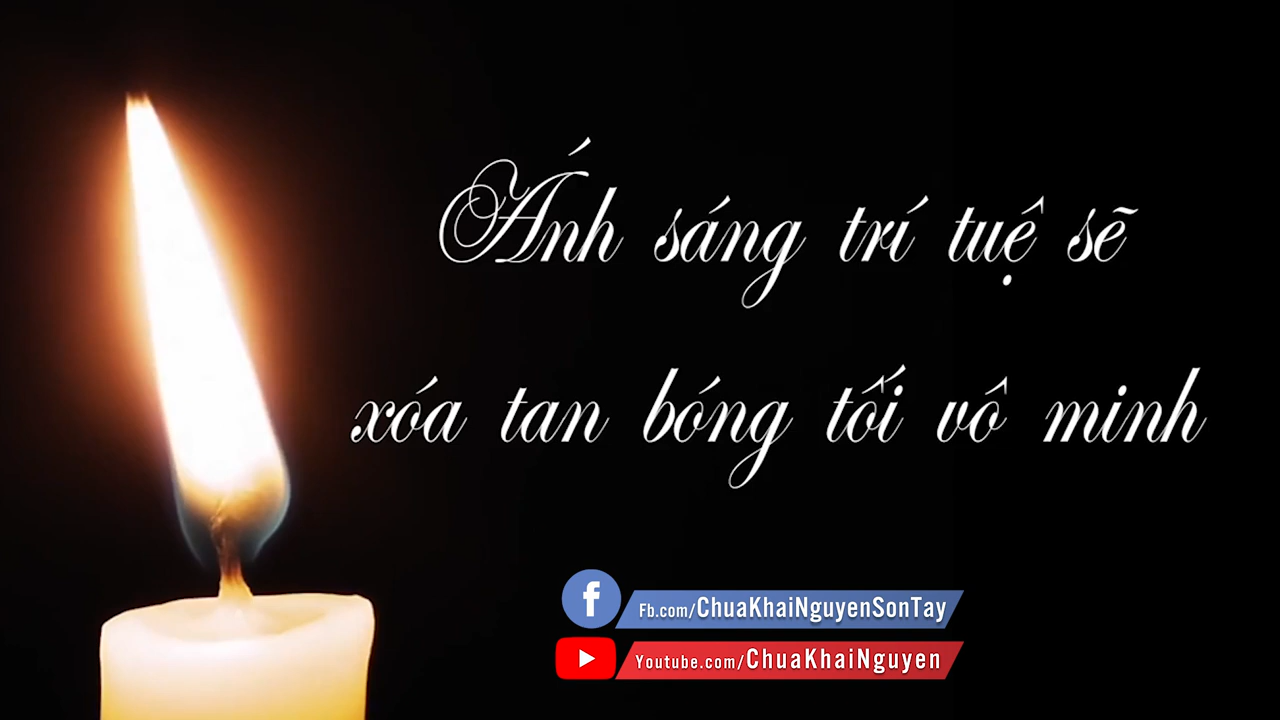 Ánh sáng trí tuệ sẽ
xóa tan bóng tối vô minh
Fb.com/ChuaKhaiNguyenSonTay
Youtube.com/ChuaKhaiNguyen